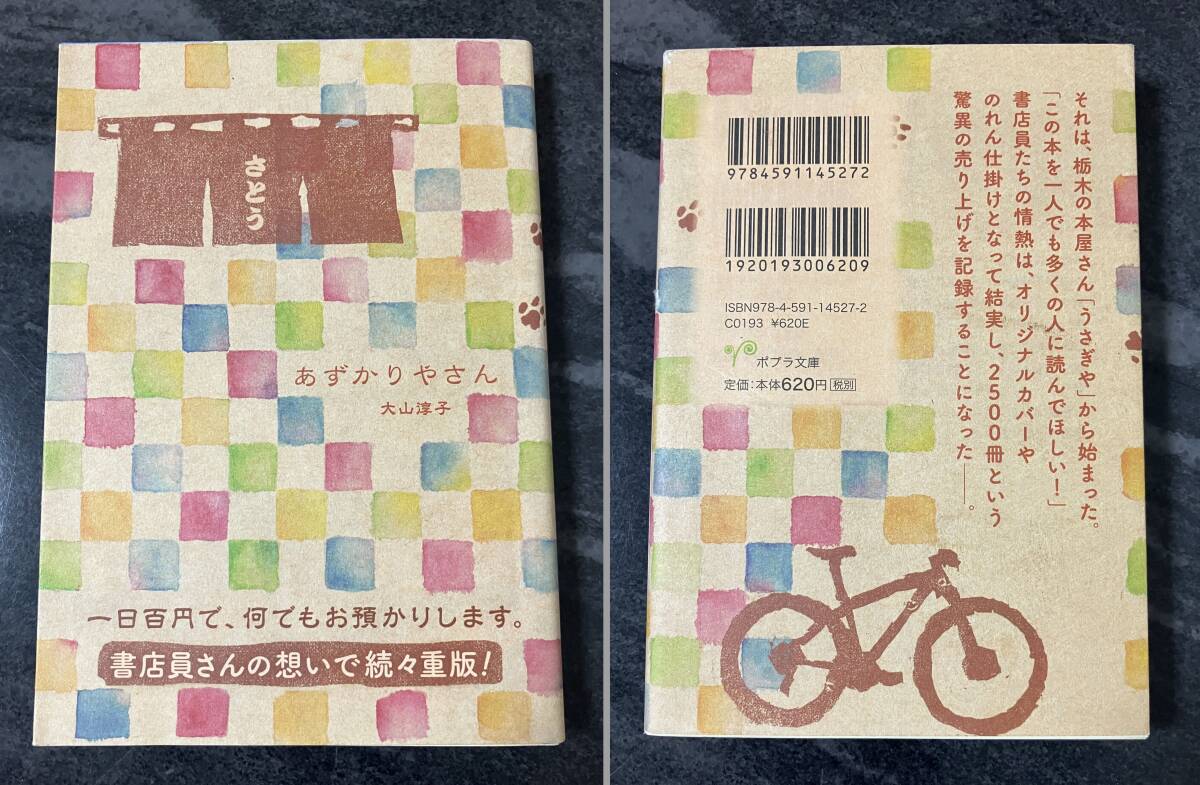 さとう
あずかりやさん
大山淳子
一日百円で、何でもお預かりします。
書店員さんの想いで続々重版！
それは、栃木の本屋さん「うさぎや」から始まった。
「この本を一人でも多くの人に読んでほしい！」
書店員たちの情熱は、オリジナルカバーや
のれん仕掛けとなって結実し、2500冊という
驚異の売り上げを記録することになった――。
9784591145272
1920193006209
ISBN978-4-591-14527-2
C0193 ¥620E
ポプラ文庫
定価：本体620円 税別